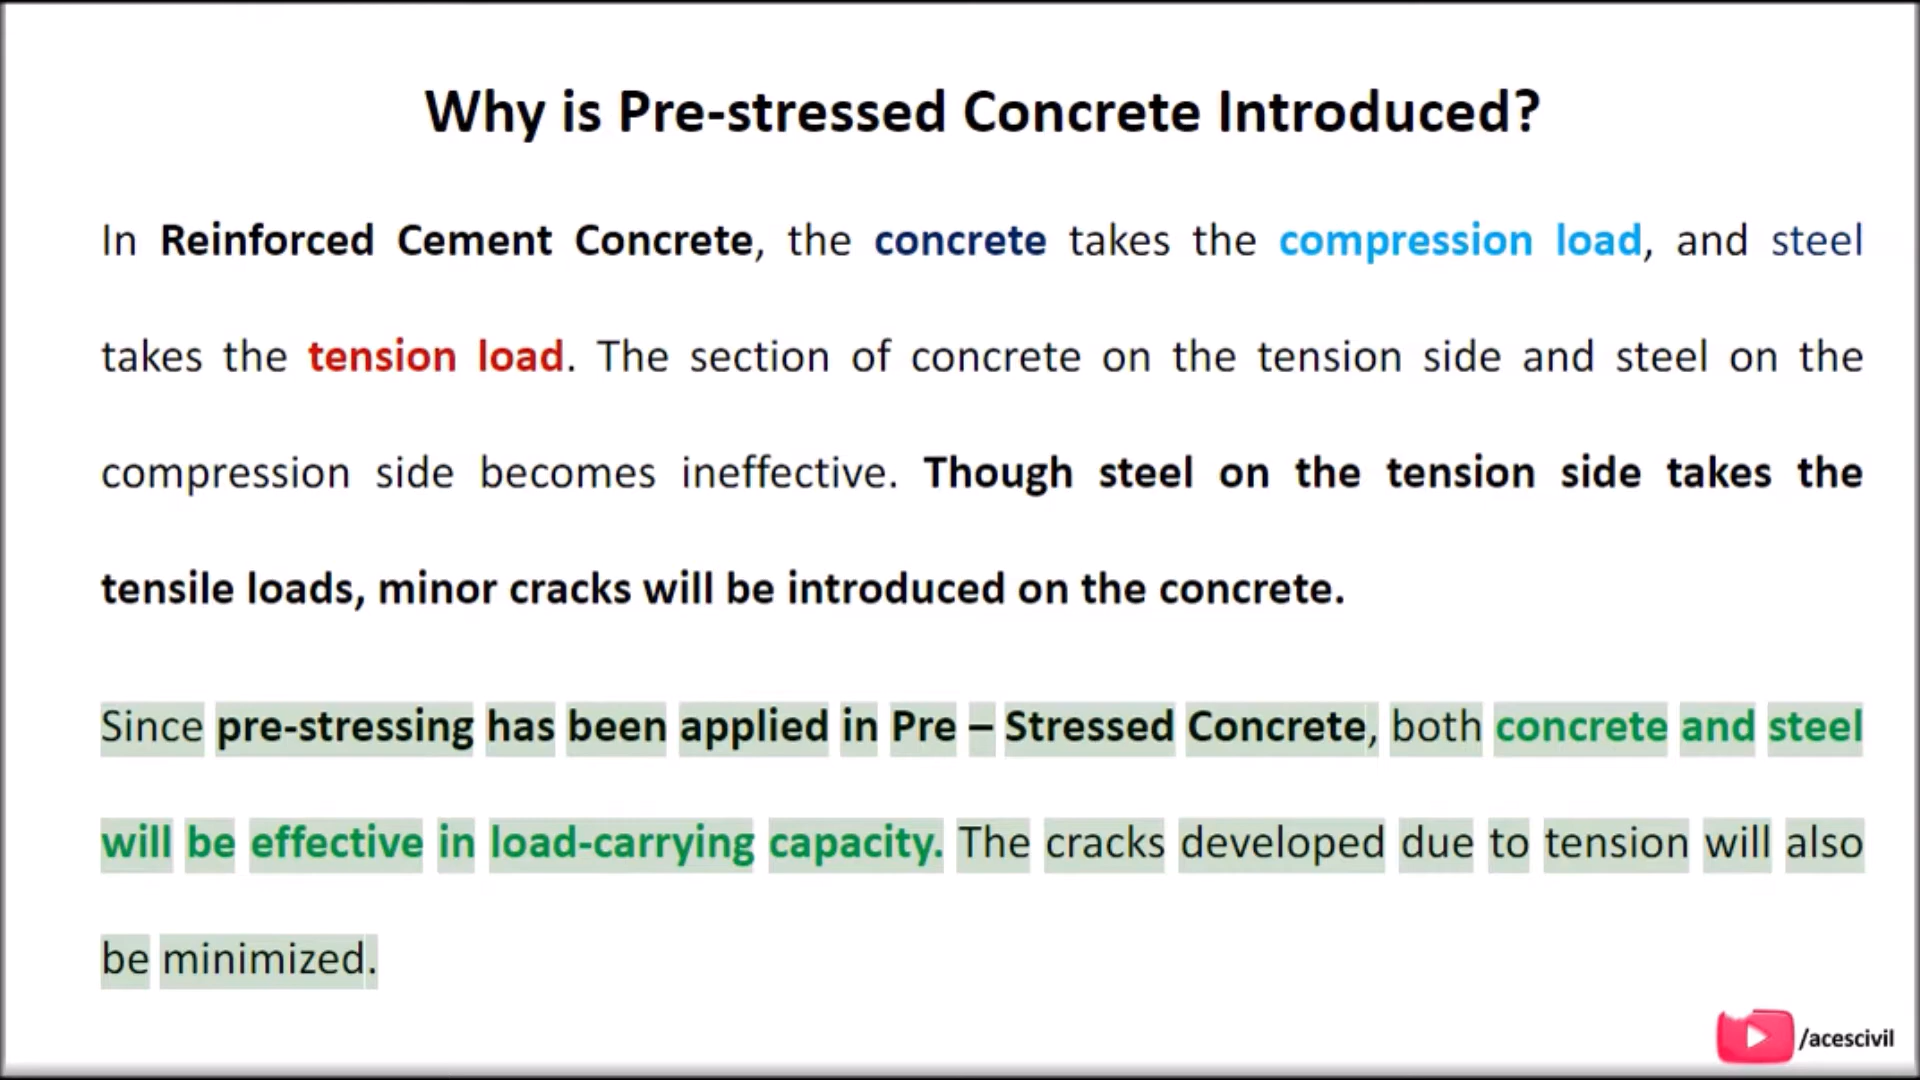 Why is Pre-stressed Concrete Introduced?
In Reinforced Cement Concrete, the concrete takes the compression load, and steel
takes the tension load. The section of concrete on the tension side and steel on the
compression side becomes ineffective. Though steel on the tension side takes the
tensile loads, minor cracks will be introduced on the concrete.
Since pre-stressing has been applied in Pre – Stressed Concrete, both concrete and steel
will be effective in load-carrying capacity. The cracks developed due to tension will also
be minimized.
/acescivil